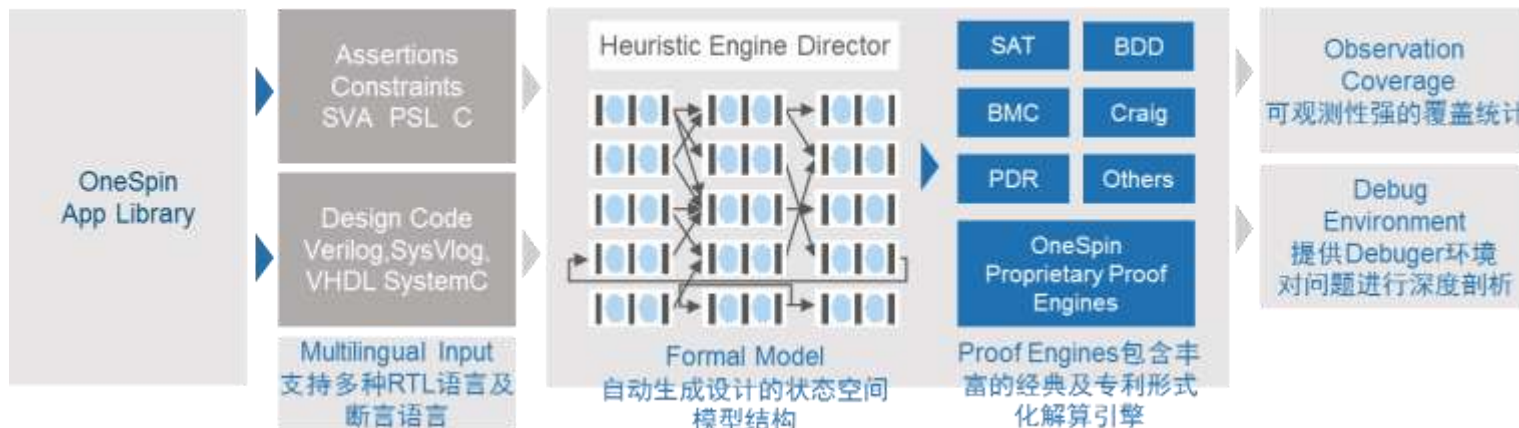 OneSpin
App Library
Assertions
Constraints
SVA PSL C
Design Code
Verilog,SysVlog,
VHDL SystemC
Multilingual Input
支持多种RTL语言及
断言语言
Heuristic Engine Director
Formal Model
自动生成设计的状态空间
模型结构
SAT
BDD
BMC
Craig
PDR
Others
OneSpin
Proprietary Proof
Engines
Proof Engines包含丰
富的经典及专利形式
化解算引擎
Observation
Coverage
可观测性强的覆盖统计
Debug
Environment
提供Debuger环境
对问题进行深度剖析